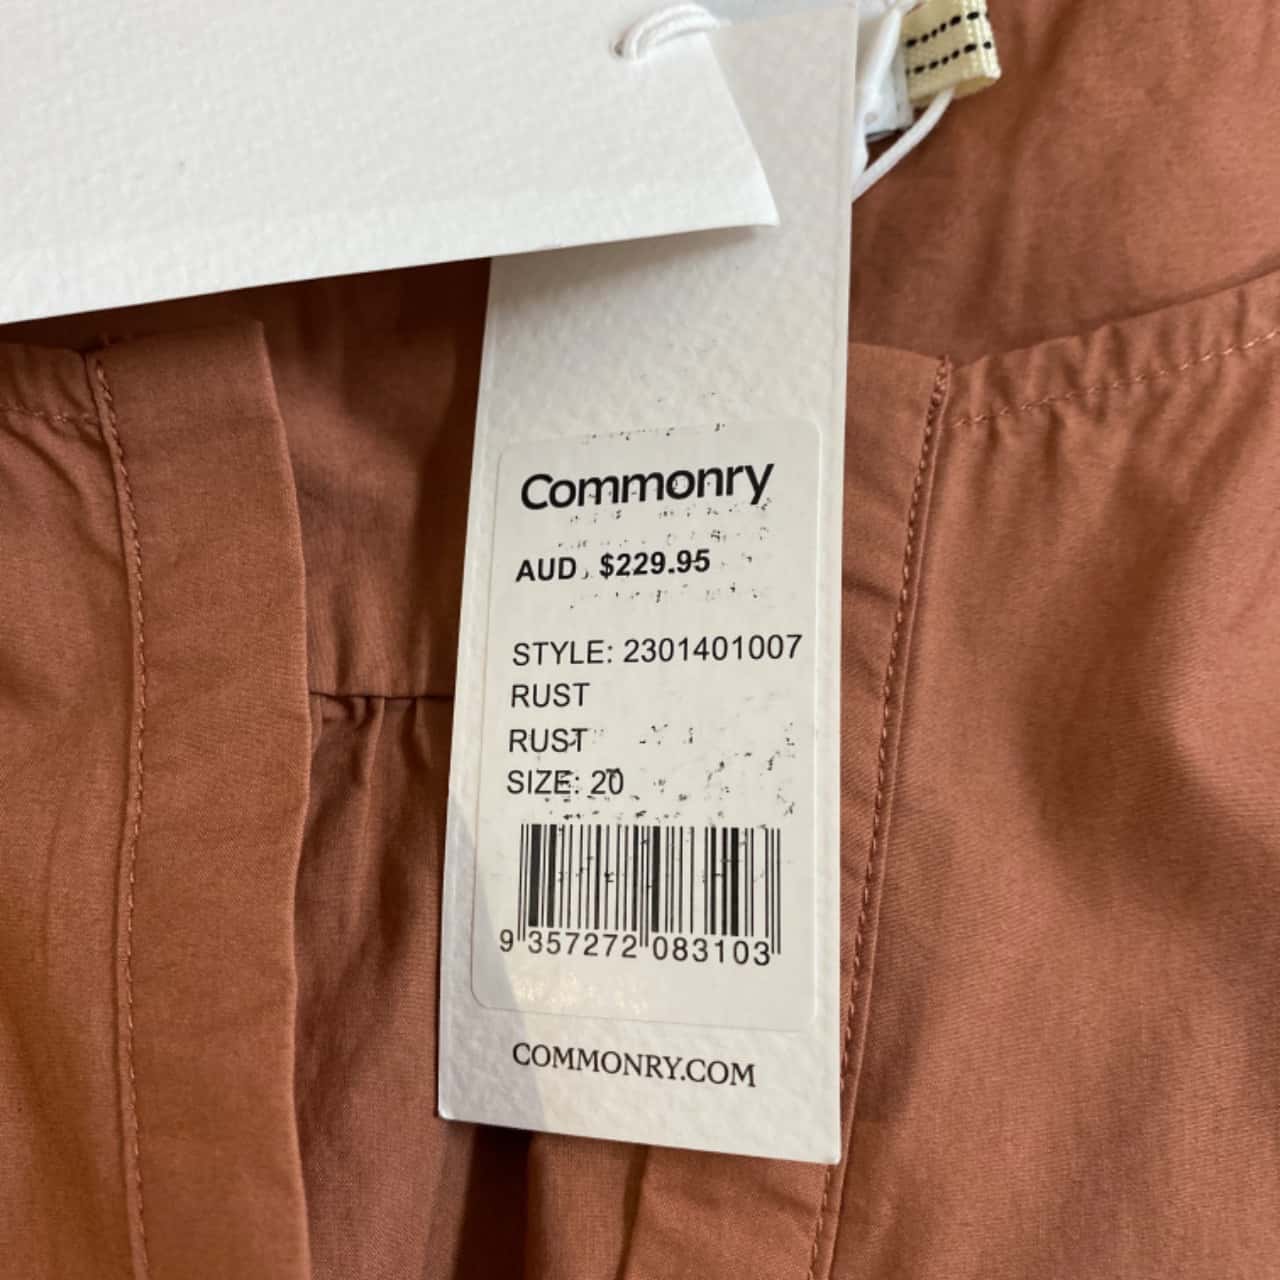 Commonry
AUD $229.95
STYLE: 2301401007
RUST
RUST
SIZE: 20
9 357272 083103
COMMONRY.COM